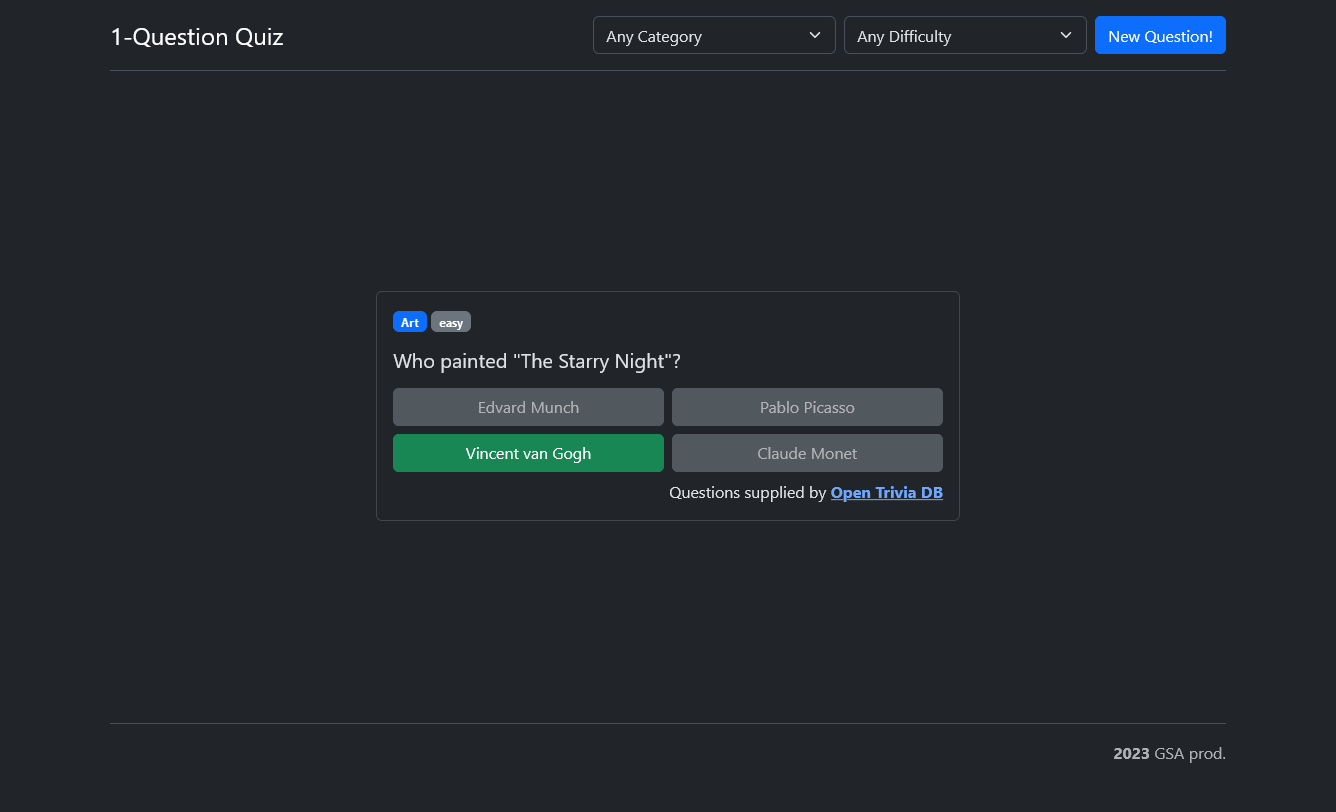 1-Question Quiz
Any Category
Any Difficulty
New Question!
Art easy
Who painted "The Starry Night"?
Edvard Munch
Pablo Picasso
Vincent van Gogh
Claude Monet
Questions supplied by Open Trivia DB
2023 GSA prod.